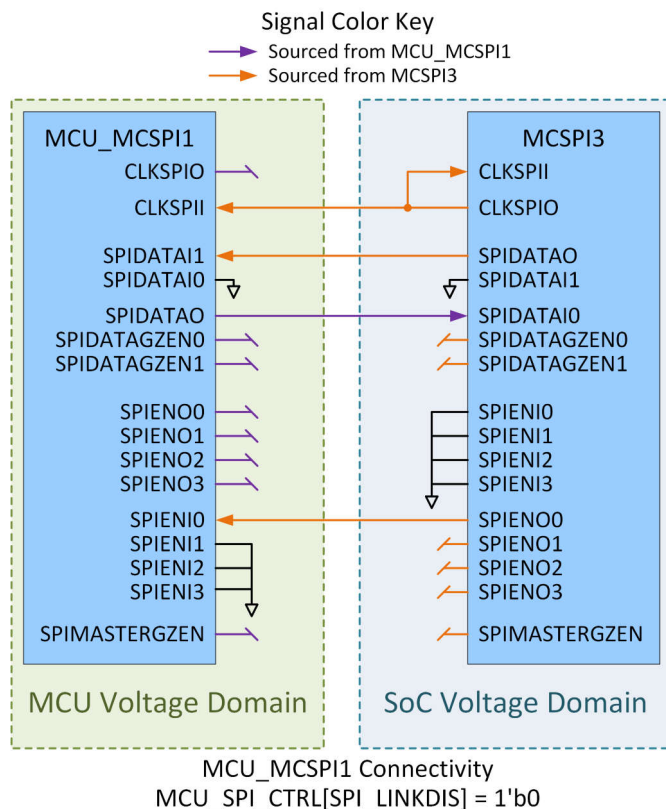 Signal Color Key
Sourced from MCU_MCSPI1
Sourced from MCSPI3
MCU_MCSPI1
CLKSPIO
CLKSPII
SPIDATAI1
SPIDATAI0
SPIDATAO
SPIDATAGZEN0
SPIDATAGZEN1
SPIENO0
SPIENO1
SPIENO2
SPIENO3
SPIENI0
SPIENI1
SPIENI2
SPIENI3
SPIMASTERGZEN
MCU Voltage Domain
MCSPI3
CLKSPII
CLKSPIO
SPIDATAO
SPIDATAI1
SPIDATAI0
SPIDATAGZEN0
SPIDATAGZEN1
SPIENI0
SPIENI1
SPIENI2
SPIENI3
SPIENO0
SPIENO1
SPIENO2
SPIENO3
SPIMASTERGZEN
SoC Voltage Domain
MCU_MCSPI1 Connectivity
MCU_SPI_CTRL[SPI_LINKDIS] = 1'b0